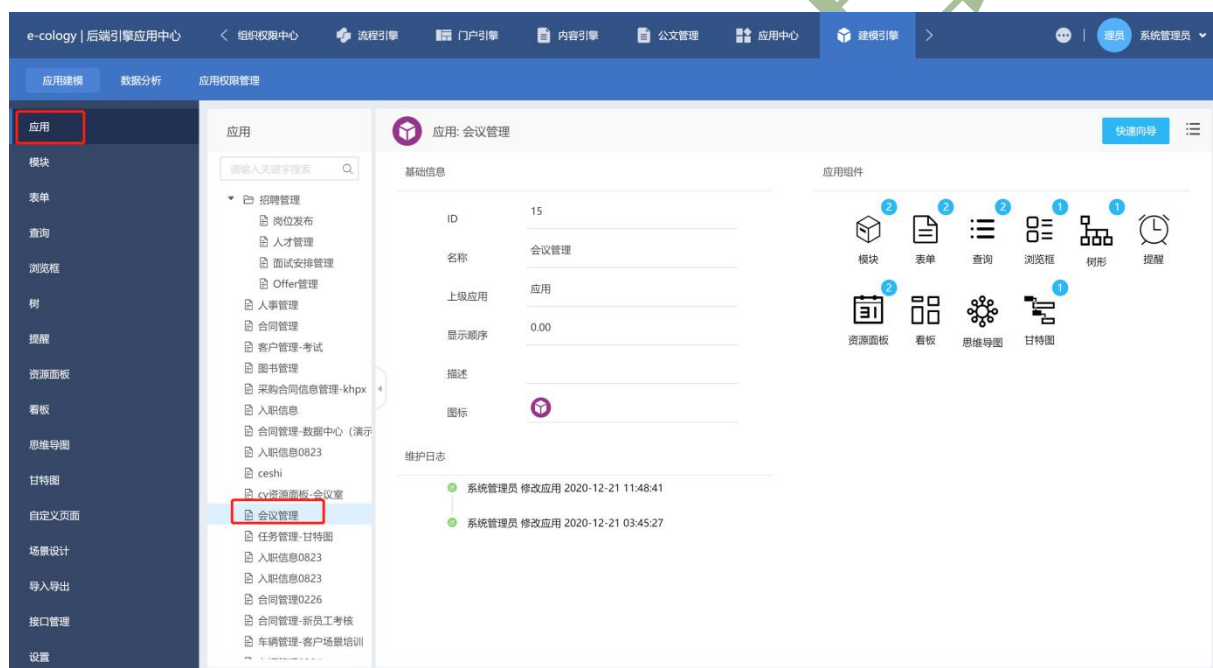 e-cology | 后端引擎应用中心 组织权限中心 流程引擎 门户引擎 内容引擎 公文管理 应用中心 建模引擎 理员 系统管理员
应用建模 数据分析 应用权限管理
应用
模块
表单
查询
浏览框
树
提醒
资源面板
看板
思维导图
甘特图
自定义页面
场景设计
导入导出
接口管理
设置
应用
请输入关键字搜索
招聘管理
岗位发布
人才管理
面试安排管理
Offer管理
人事管理
合同管理
客户管理-考试
图书管理
采购合同信息管理-khpx
入职信息
合同管理-数据中心（演示
入职信息0823
ceshi
cy资源面板-会议室
会议管理
任务管理-甘特图
入职信息0823
入职信息0823
合同管理0226
合同管理-新员工考核
车辆管理-客户场景培训
应用: 会议管理
快速向导
基础信息
ID 15
名称 会议管理
上级应用 应用
显示顺序 0.00
描述
图标
维护日志
系统管理员 修改应用 2020-12-21 11:48:41
系统管理员 修改应用 2020-12-21 03:45:27
应用组件
2 2 2 1 1
模块 表单 查询 浏览框 树形 提醒
2 1
资源面板 看板 思维导图 甘特图